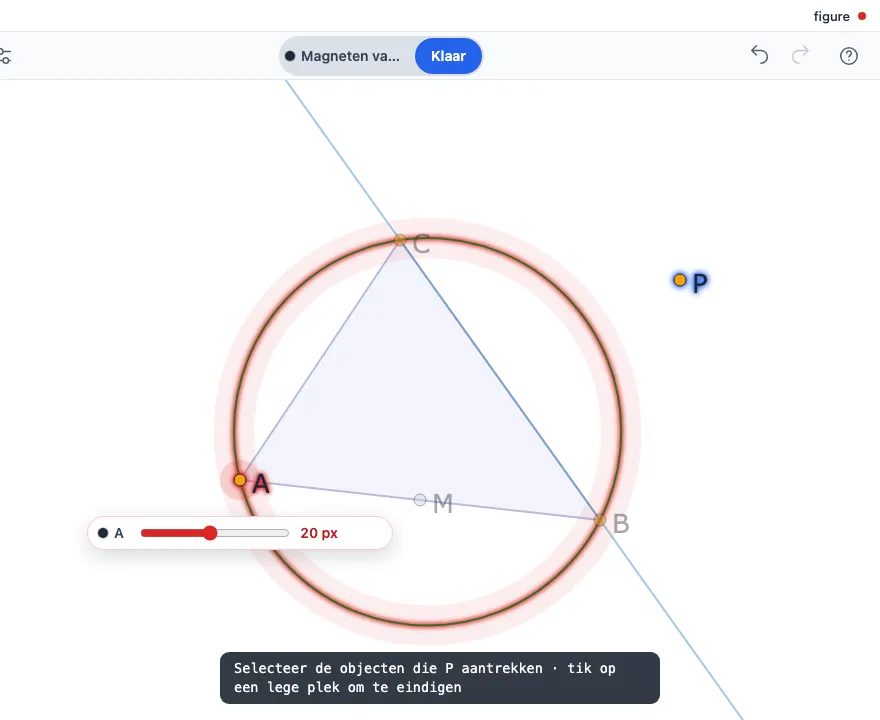 figure
Magneten va...
Klaar
C
P
A
M
B
A
20 px
Selecteer de objecten die P aantrekken · tik op
een lege plek om te eindigen